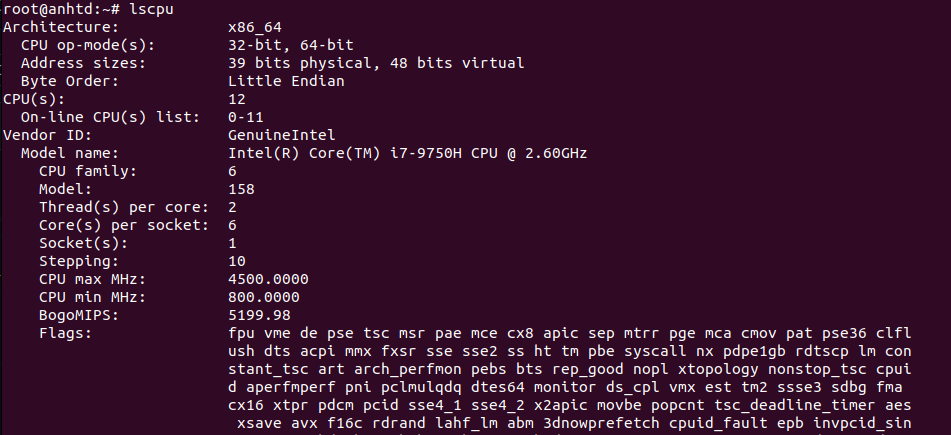 root@anhtd:~# lscpu
Architecture:            x86_64
  CPU op-mode(s):        32-bit, 64-bit
  Address sizes:         39 bits physical, 48 bits virtual
  Byte Order:            Little Endian
CPU(s):                  12
  On-line CPU(s) list:   0-11
Vendor ID:               GenuineIntel
  Model name:            Intel(R) Core(TM) i7-9750H CPU @ 2.60GHz
    CPU family:          6
    Model:               158
    Thread(s) per core:  2
    Core(s) per socket:  6
    Socket(s):           1
    Stepping:            10
    CPU max MHz:         4500.0000
    CPU min MHz:         800.0000
    BogoMIPS:            5199.98
    Flags:               fpu vme de pse tsc msr pae mce cx8 apic sep mtrr pge mca cmov pat pse36 clfl
                         ush dts acpi mmx fxsr sse sse2 ss ht tm pbe syscall nx pdpe1gb rdtscp lm con
                         stant_tsc art arch_perfmon pebs bts rep_good nopl xtopology nonstop_tsc cpui
                         d aperfmperf pni pclmulqdq dtes64 monitor ds_cpl vmx est tm2 ssse3 sdbg fma
                         cx16 xtpr pdcm pcid sse4_1 sse4_2 x2apic movbe popcnt tsc_deadline_timer aes
                          xsave avx f16c rdrand lahf_lm abm 3dnowprefetch cpuid_fault epb invpcid_sin